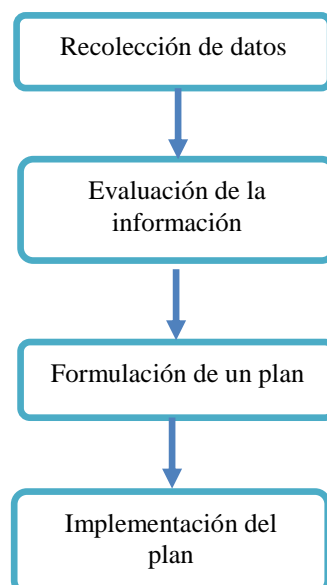 Recolección de datos
Evaluación de la
información
Formulación de un plan
Implementación del
plan